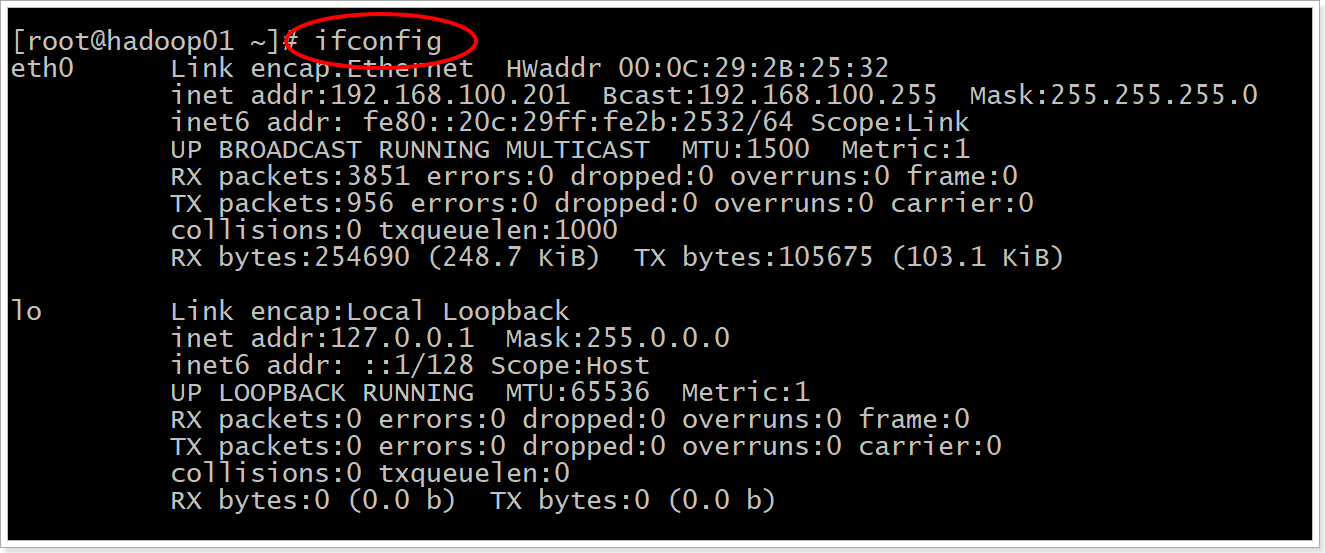 [root@hadoop01 ~]# ifconfig
eth0      Link encap:Ethernet  HWaddr 00:0C:29:2B:25:32
          inet addr:192.168.100.201  Bcast:192.168.100.255  Mask:255.255.255.0
          inet6 addr: fe80::20c:29ff:fe2b:2532/64 Scope:Link
          UP BROADCAST RUNNING MULTICAST  MTU:1500  Metric:1
          RX packets:3851 errors:0 dropped:0 overruns:0 frame:0
          TX packets:956 errors:0 dropped:0 overruns:0 carrier:0
          collisions:0 txqueuelen:1000
          RX bytes:254690 (248.7 KiB)  TX bytes:105675 (103.1 KiB)

lo        Link encap:Local Loopback
          inet addr:127.0.0.1  Mask:255.0.0.0
          inet6 addr: ::1/128 Scope:Host
          UP LOOPBACK RUNNING  MTU:65536  Metric:1
          RX packets:0 errors:0 dropped:0 overruns:0 frame:0
          TX packets:0 errors:0 dropped:0 overruns:0 carrier:0
          collisions:0 txqueuelen:0
          RX bytes:0 (0.0 b)  TX bytes:0 (0.0 b)